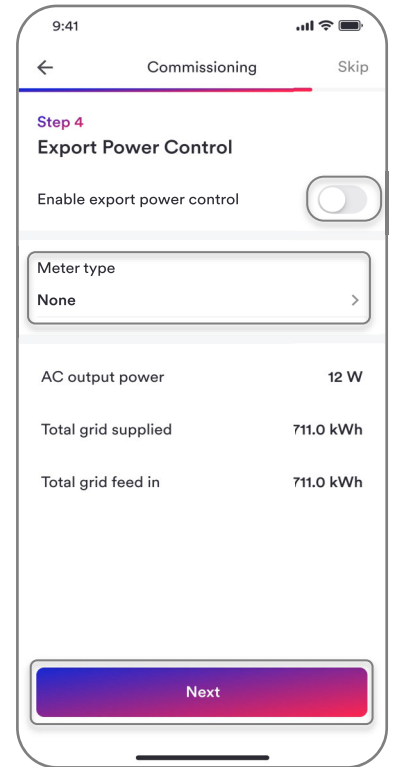 9:41
Commissioning Skip
Step 4
Export Power Control
Enable export power control
Meter type
None
AC output power 12 W
Total grid supplied 711.0 kWh
Total grid feed in 711.0 kWh
Next